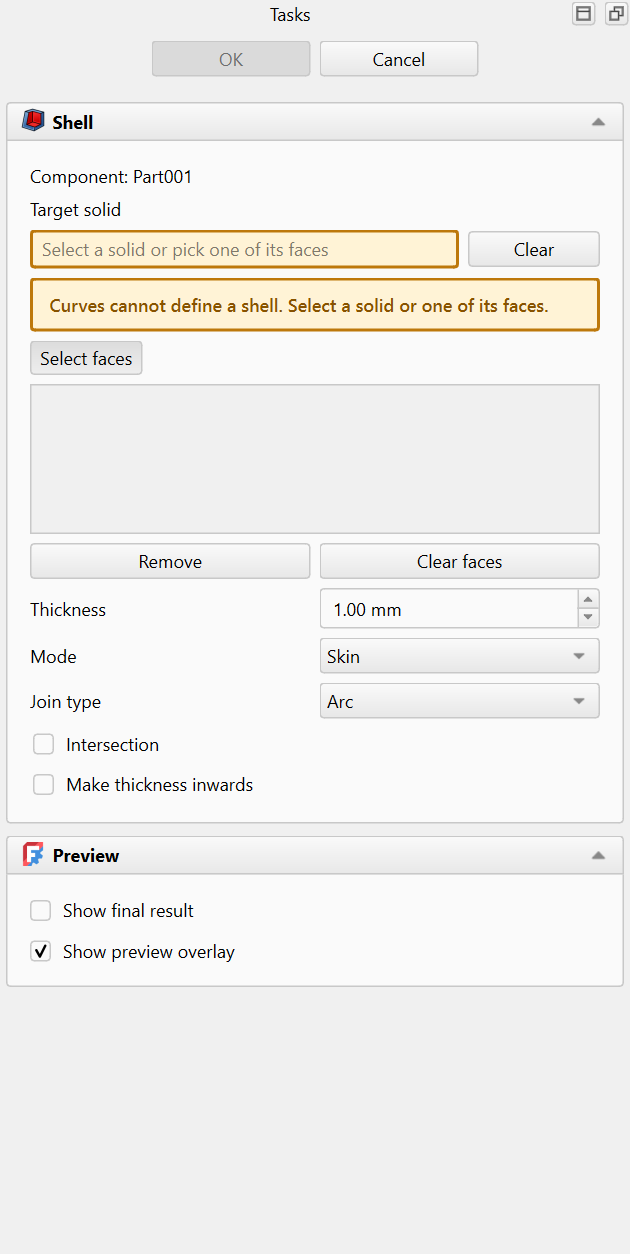 Tasks
OK
Cancel
Shell
Component: Part001
Target solid
Select a solid or pick one of its faces
Clear
Curves cannot define a shell. Select a solid or one of its faces.
Select faces
Remove
Clear faces
Thickness
1.00 mm
Mode
Skin
Join type
Arc
Intersection
Make thickness inwards
Preview
Show final result
Show preview overlay